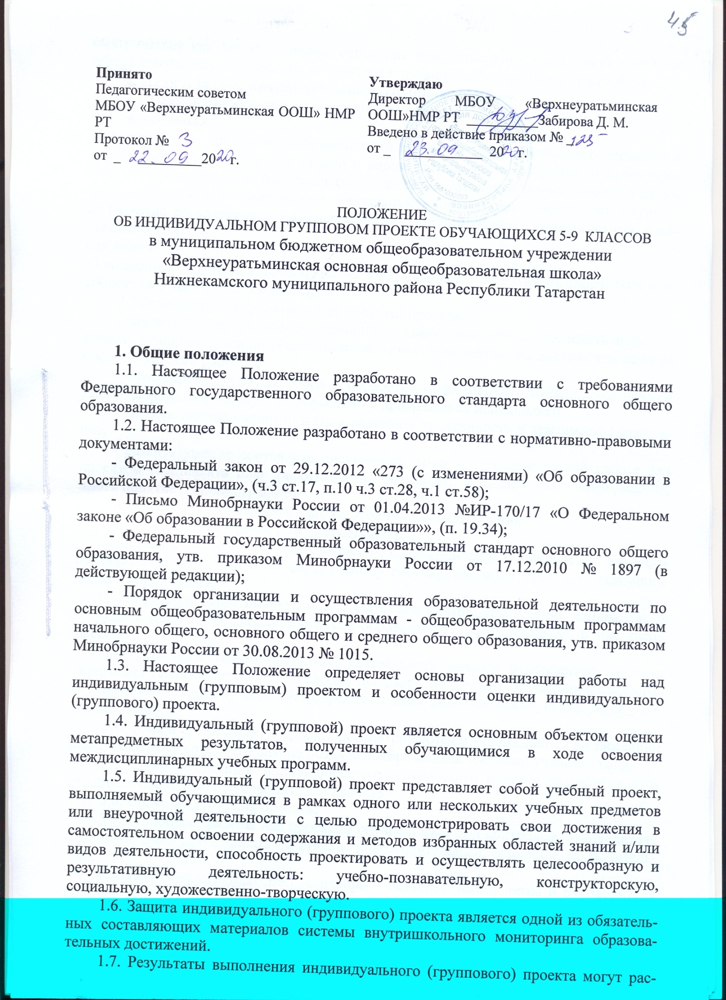 Принято
Педагогическим советом
МБОУ «Верхнеуратьминская ООШ» НМР
РТ
Протокол № 3
от _ 22.09 2020г.
Утверждаю
Директор МБОУ «Верхнеуратьминская
ООШ»НМР РТ __________Забирова Д. М.
Введено в действие приказом № 125
от _ 23.09 2020г.
ПОЛОЖЕНИЕ
ОБ ИНДИВИДУАЛЬНОМ ГРУППОВОМ ПРОЕКТЕ ОБУЧАЮЩИХСЯ 5-9 КЛАССОВ
в муниципальном бюджетном общеобразовательном учреждении
«Верхнеуратьминская основная общеобразовательная школа»
Нижнекамского муниципального района Республики Татарстан
1. Общие положения
1.1. Настоящее Положение разработано в соответствии с требованиями
Федерального государственного образовательного стандарта основного общего
образования.
1.2. Настоящее Положение разработано в соответствии с нормативно-правовыми
документами:
- Федеральный закон от 29.12.2012 «273 (с изменениями) «Об образовании в
Российской Федерации», (ч.3 ст.17, п.10 ч.3 ст.28, ч.1 ст.58);
- Письмо Минобрнауки России от 01.04.2013 №ИР-170/17 «О Федеральном
законе «Об образовании в Российской Федерации»», (п. 19.34);
- Федеральный государственный образовательный стандарт основного общего
образования, утв. приказом Минобрнауки России от 17.12.2010 № 1897 (в
действующей редакции);
- Порядок организации и осуществления образовательной деятельности по
основным общеобразовательным программам - общеобразовательным программам
начального общего, основного общего и среднего общего образования, утв. приказом
Минобрнауки России от 30.08.2013 № 1015.
1.3. Настоящее Положение определяет основы организации работы над
индивидуальным (групповым) проектом и особенности оценки индивидуального
(группового) проекта.
1.4. Индивидуальный (групповой) проект является основным объектом оценки
метапредметных результатов, полученных обучающимися в ходе освоения
междисциплинарных учебных программ.
1.5. Индивидуальный (групповой) проект представляет собой учебный проект,
выполняемый обучающимися в рамках одного или нескольких учебных предметов
или внеурочной деятельности с целью продемонстрировать свои достижения в
самостоятельном освоении содержания и методов избранных областей знаний и/или
видов деятельности, способность проектировать и осуществлять целесообразную и
результативную деятельность: учебно-познавательную, конструкторскую,
социальную, художественно-творческую.
1.6. Защита индивидуального (группового) проекта является одной из обязатель-
ных составляющих материалов системы внутришкольного мониторинга образова-
тельных достижений.
1.7. Результаты выполнения индивидуального (группового) проекта могут рас-